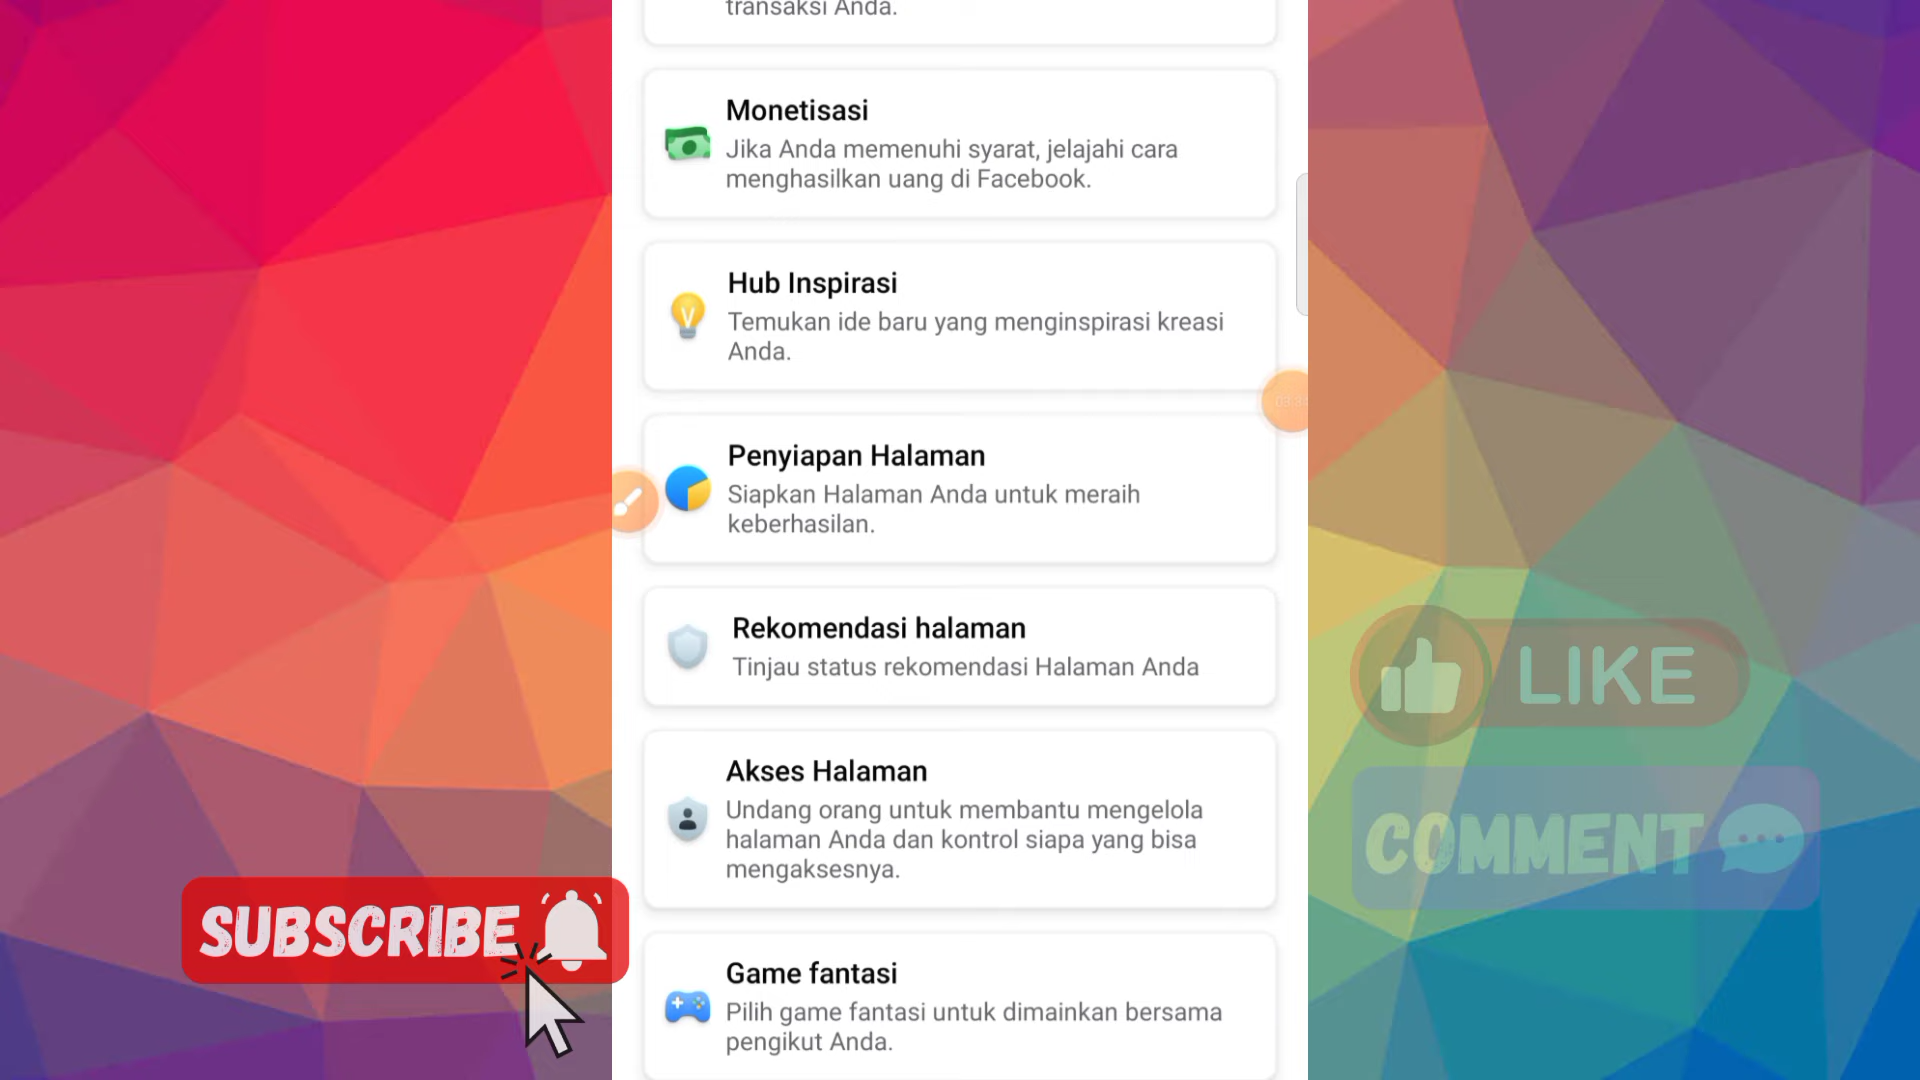 transaksi Anda.
Monetisasi
Jika Anda memenuhi syarat, jelajahi cara
menghasilkan uang di Facebook.
Hub Inspirasi
Temukan ide baru yang menginspirasi kreasi
Anda.
Penyiapan Halaman
Siapkan Halaman Anda untuk meraih
keberhasilan.
Rekomendasi halaman
Tinjau status rekomendasi Halaman Anda
Akses Halaman
Undang orang untuk membantu mengelola
halaman Anda dan kontrol siapa yang bisa
mengaksesnya.
Game fantasi
Pilih game fantasi untuk dimainkan bersama
pengikut Anda.
SUBSCRIBE
LIKE
COMMENT